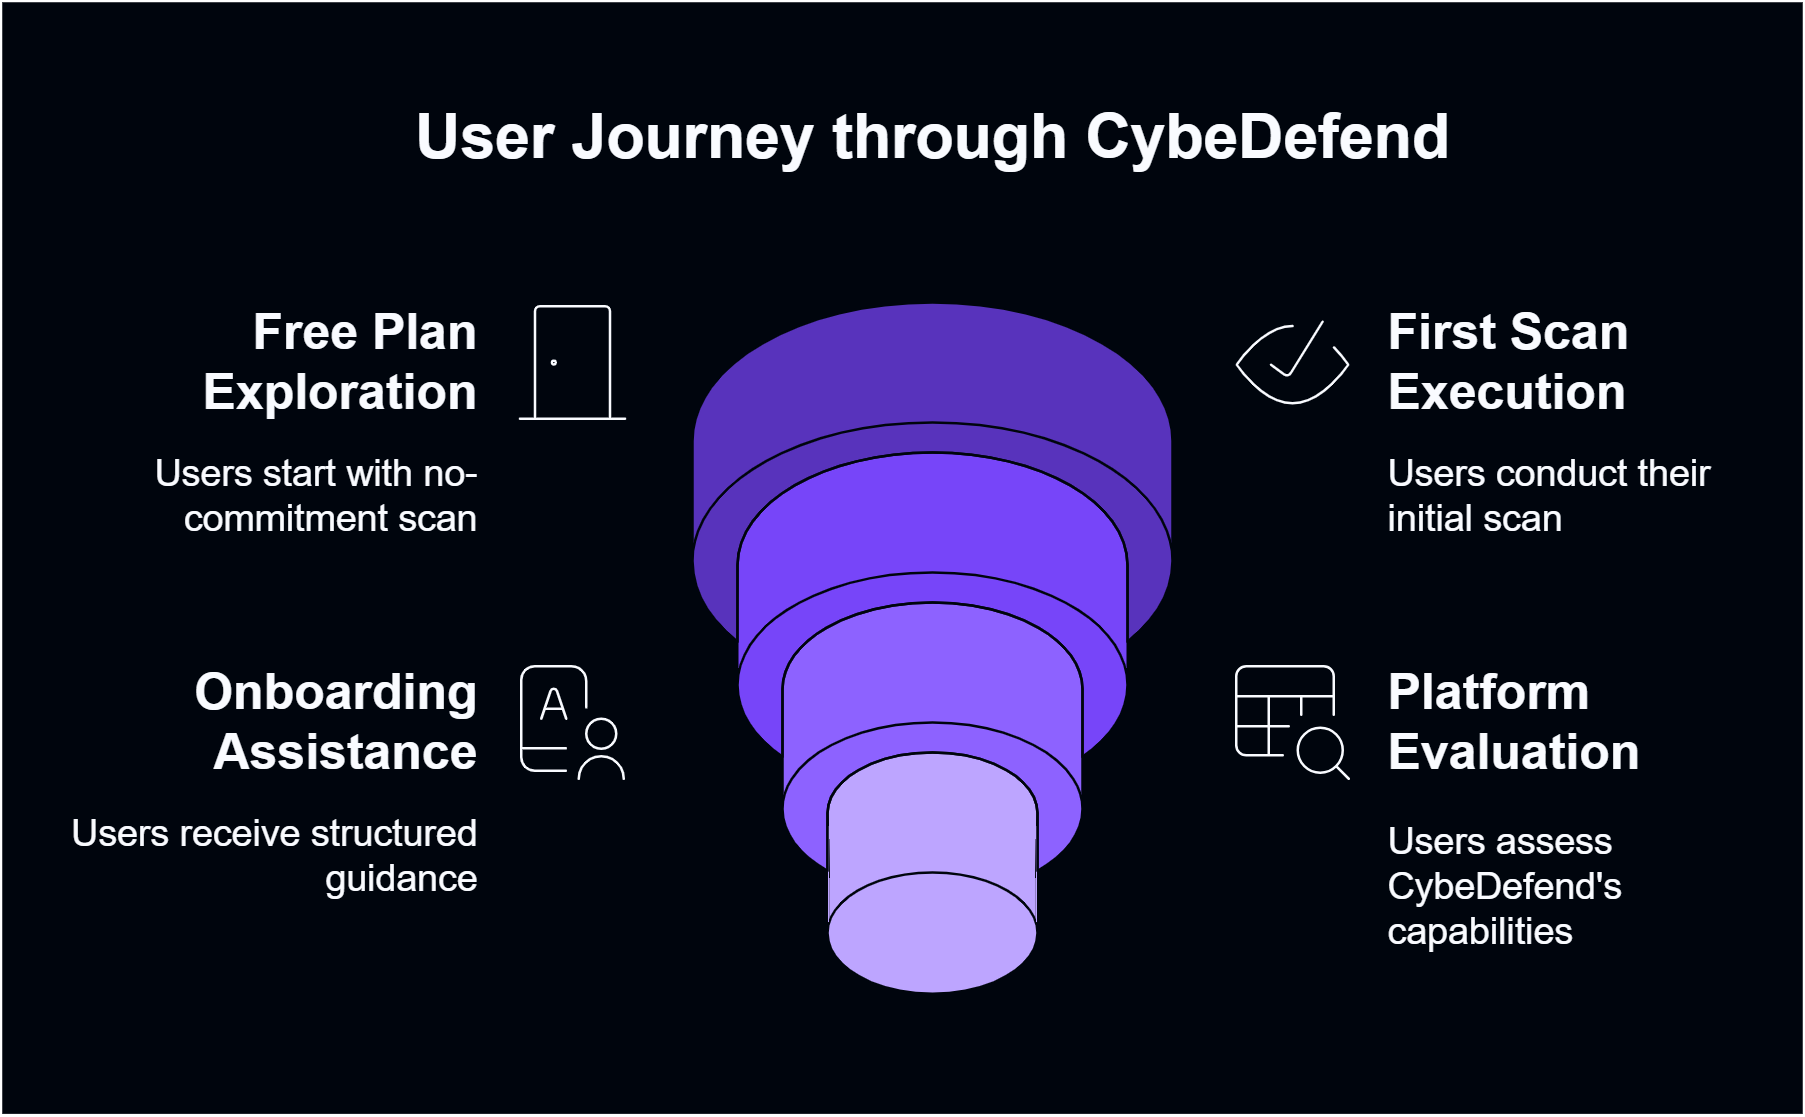 User Journey through CybeDefend
Free Plan
Exploration
Users start with no-
commitment scan
First Scan
Execution
Users conduct their
initial scan
Onboarding
Assistance
Users receive structured
guidance
A
Platform
Evaluation
Users assess
CybeDefend's
capabilities